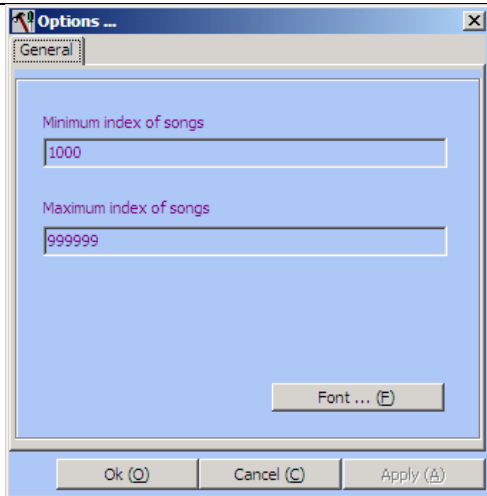 Options ...
General
Minimum index of songs
1000
Maximum index of songs
999999
Font ... (F)
Ok (O) Cancel (C) Apply (A)